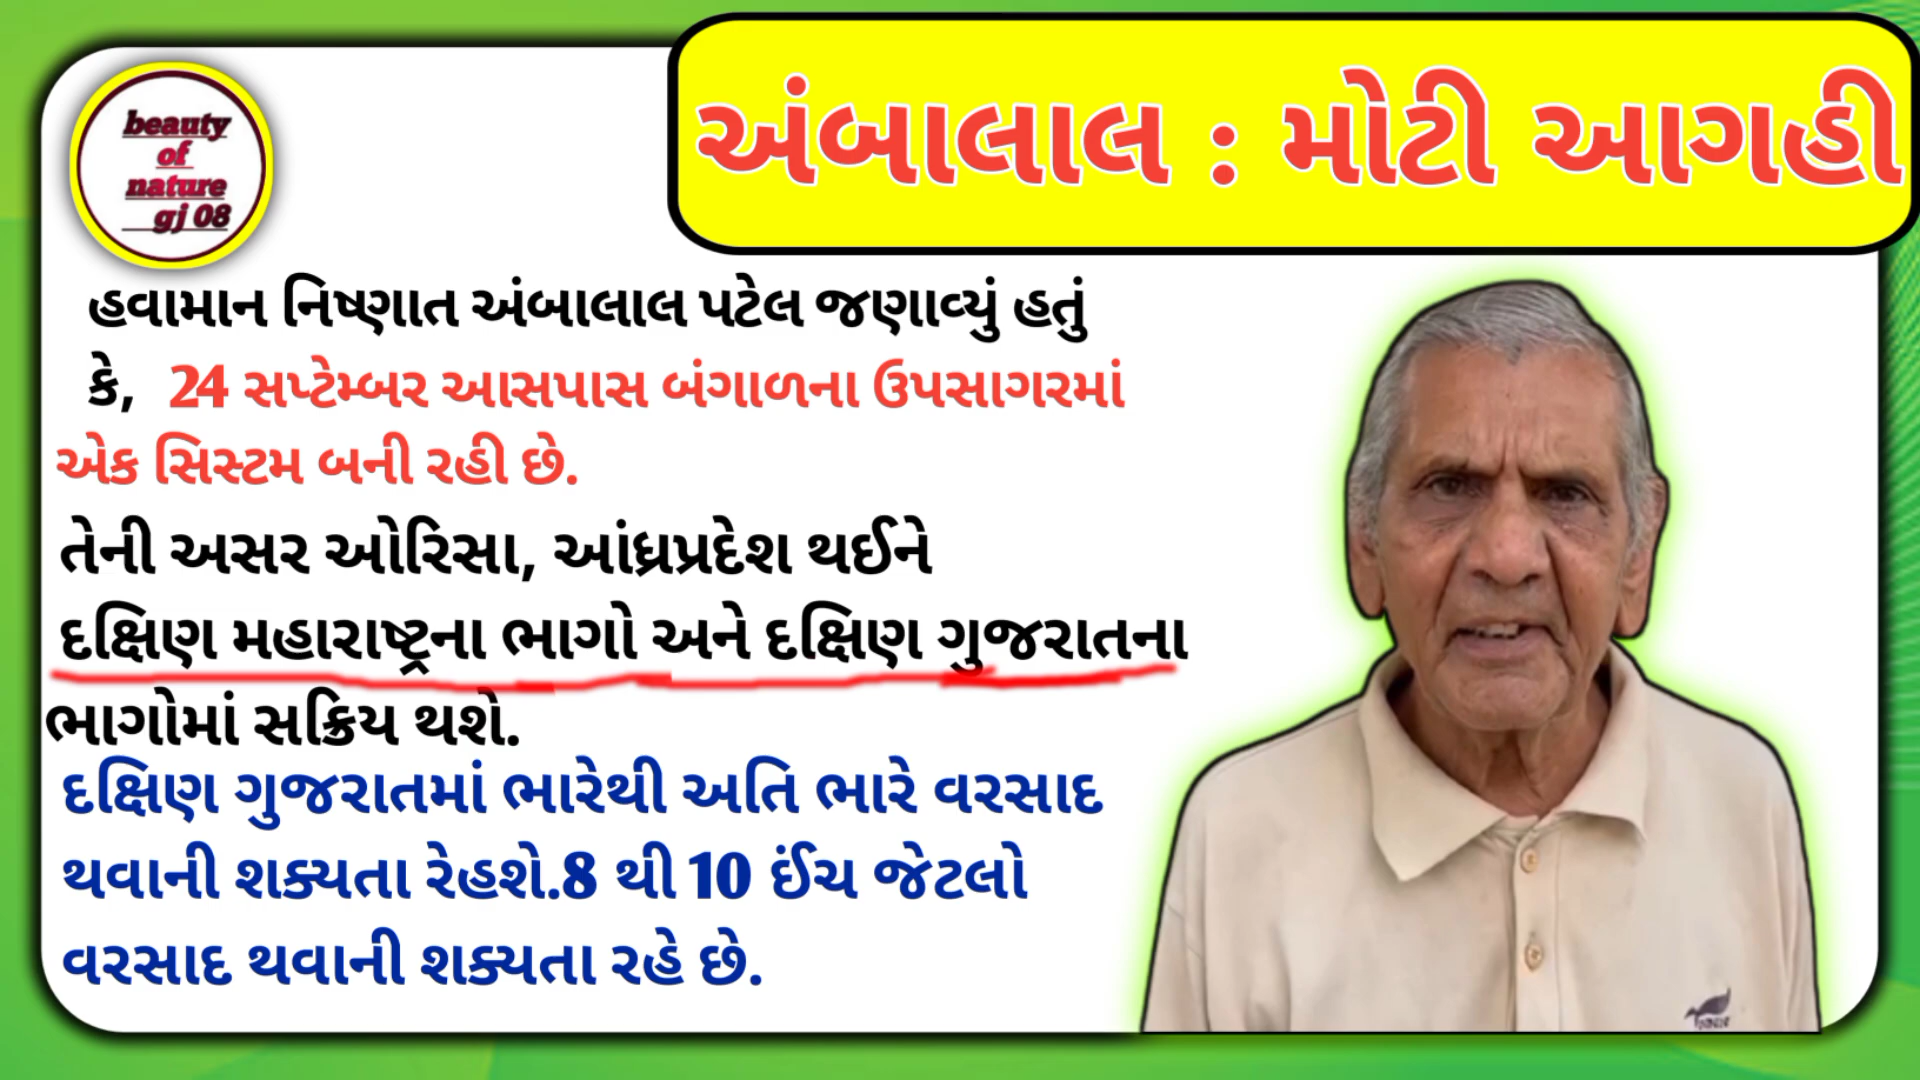 અંબાલાલ : મોટી આગહી
beauty
of
nature
gj 08
હવામાન નિષ્ણાત અંબાલાલ પટેલ જણાવ્યું હતું
કે, 24 સપ્ટેમ્બર આસપાસ બંગાળના ઉપસાગરમાં
એક સિસ્ટમ બની રહી છે.
તેની અસર ઓરિસા, આંધ્રપ્રદેશ થઈને
દક્ષિણ મહારાષ્ટ્રના ભાગો અને દક્ષિણ ગુજરાતના
ભાગોમાં સક્રિય થશે.
દક્ષિણ ગુજરાતમાં ભારેથી અતિ ભારે વરસાદ
થવાની શક્યતા રેહશે.8 થી 10 ઈંચ જેટલો
વરસાદ થવાની શક્યતા રહે છે.